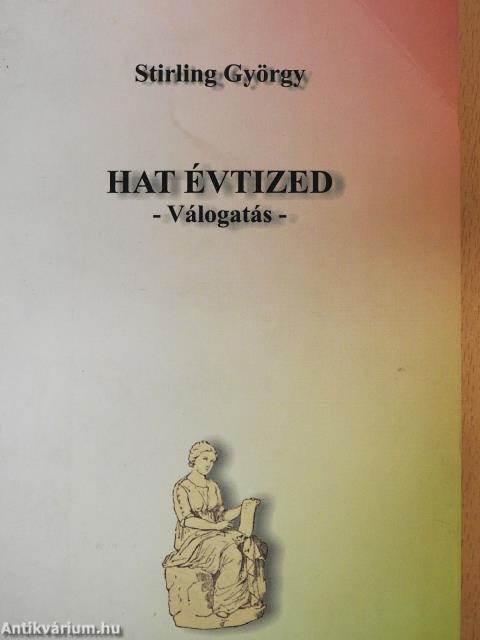 Stirling György
HAT ÉVTIZED
- Válogatás -
Antikvárium.hu